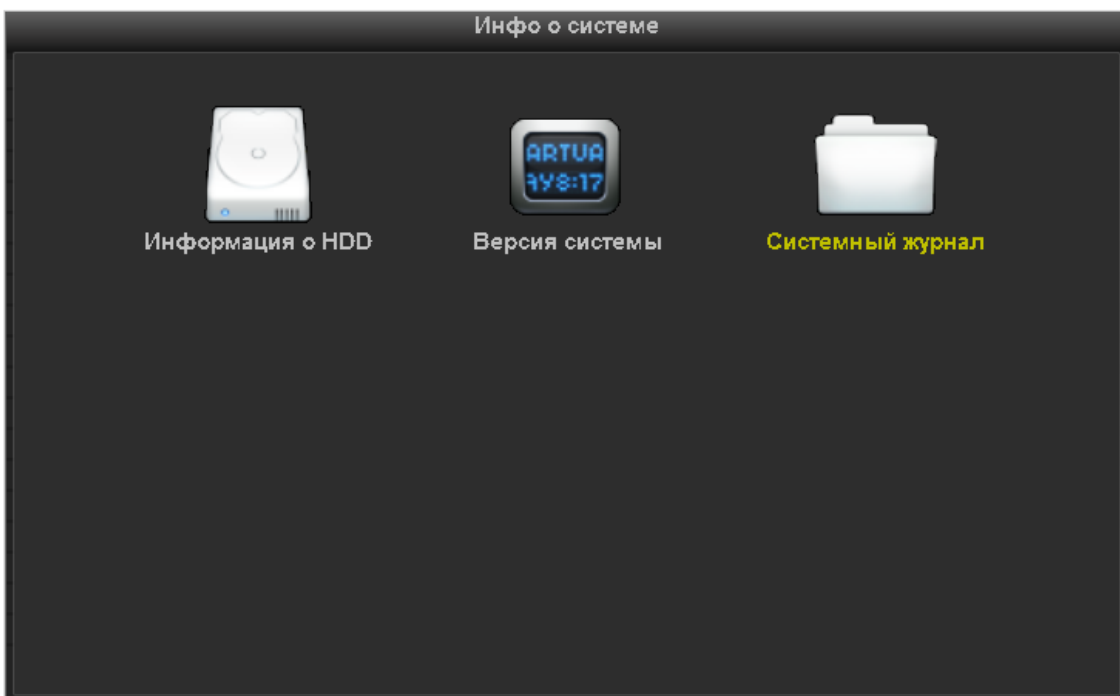 Инфо о системе
ARTUA
ЯY8:17
Информация о HDD
Версия системы
Системный журнал